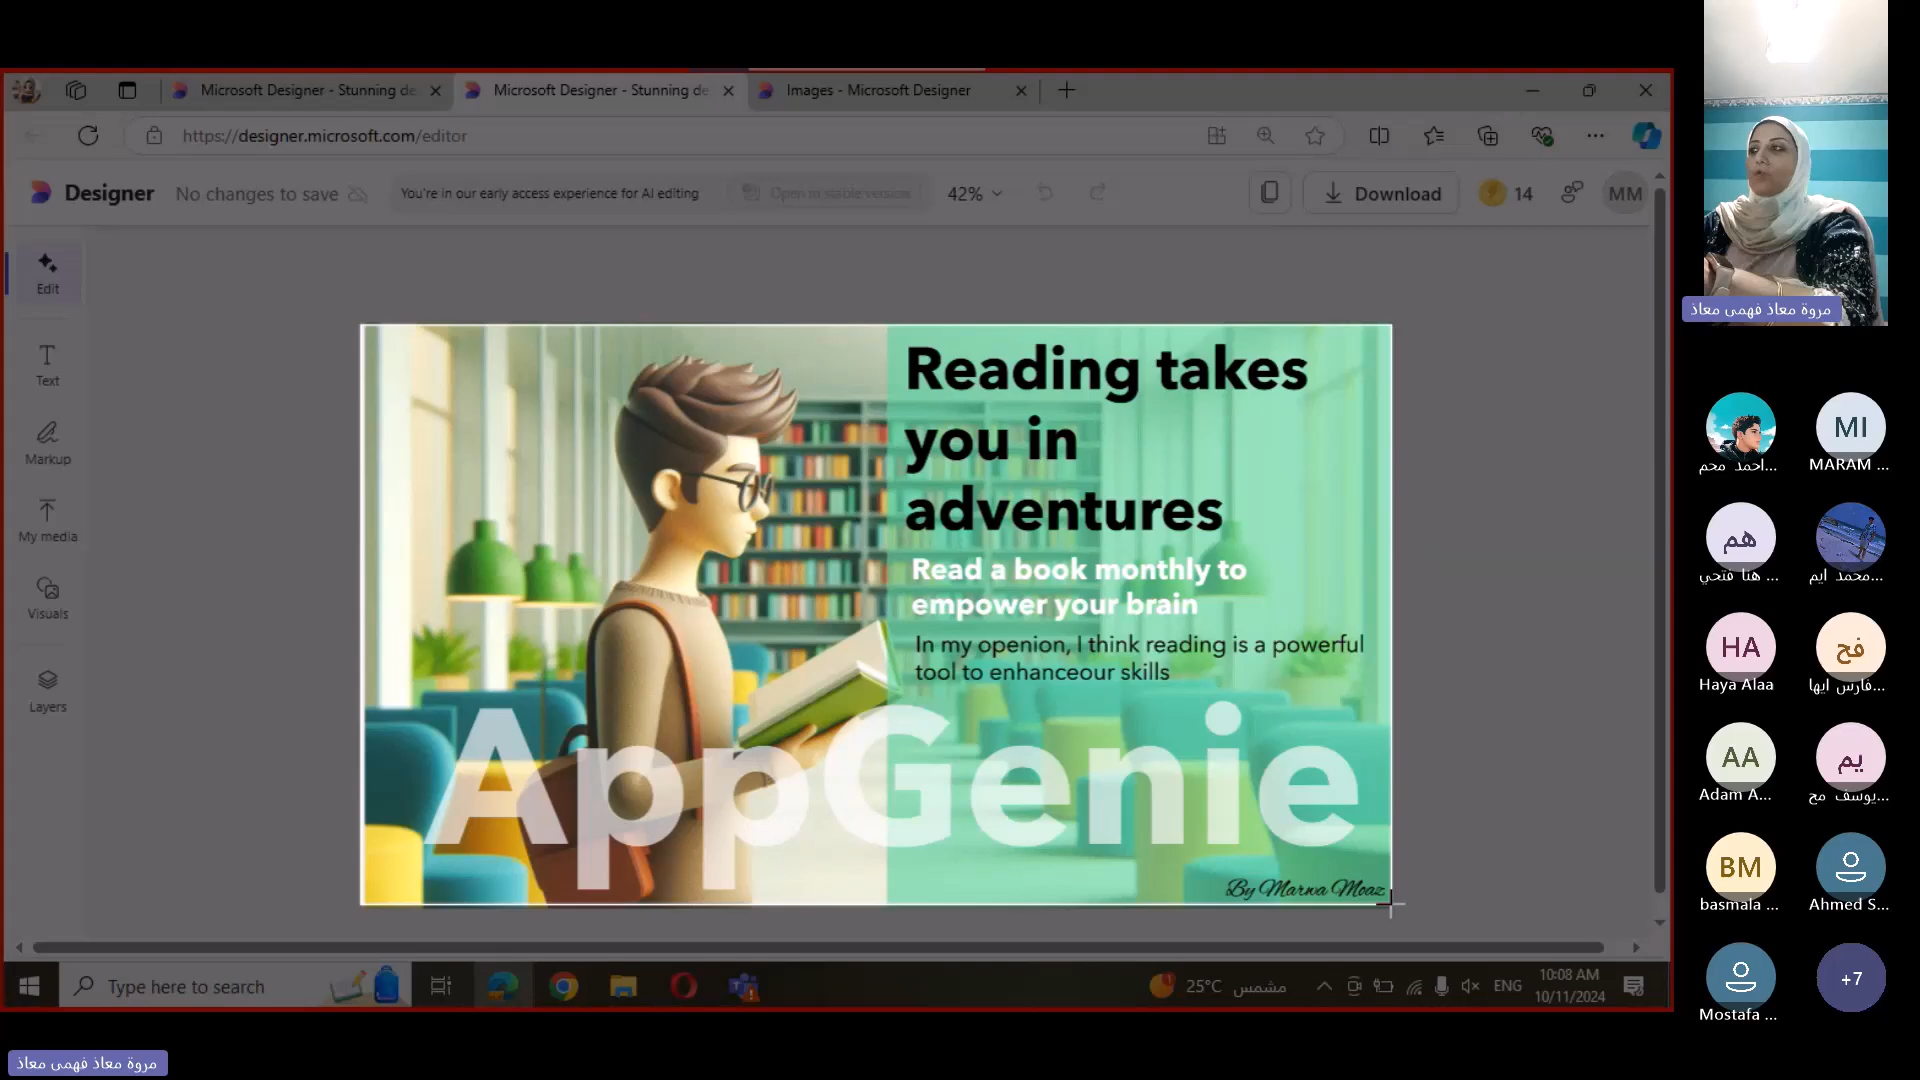 Microsoft Designer - Stunning de
Microsoft Designer - Stunning de
Images - Microsoft Designer
https://designer.microsoft.com/editor
Designer
No changes to save
You're in our early access experience for AI editing
Open in stable version
42%
Download
14
MM
Edit
Text
Markup
My media
Visuals
Layers
Reading takes
you in
adventures
Read a book monthly to
empower your brain
In my openion, I think reading is a powerful
tool to enhanceour skills
AppGenie
By Marwa Moaz
Type here to search
25°C مشمس
ENG
10:08 AM
10/11/2024
مروة معاذ فهمى معاذ
احمد محم...
MI
MARAM ...
هم
هنا فتحي ...
محمد ايم...
HA
Haya Alaa
فح
فارس ايها...
AA
Adam A...
يم
يوسف مح...
BM
basmala ...
Ahmed S...
Mostafa ...
+7
مروة معاذ فهمى معاذ